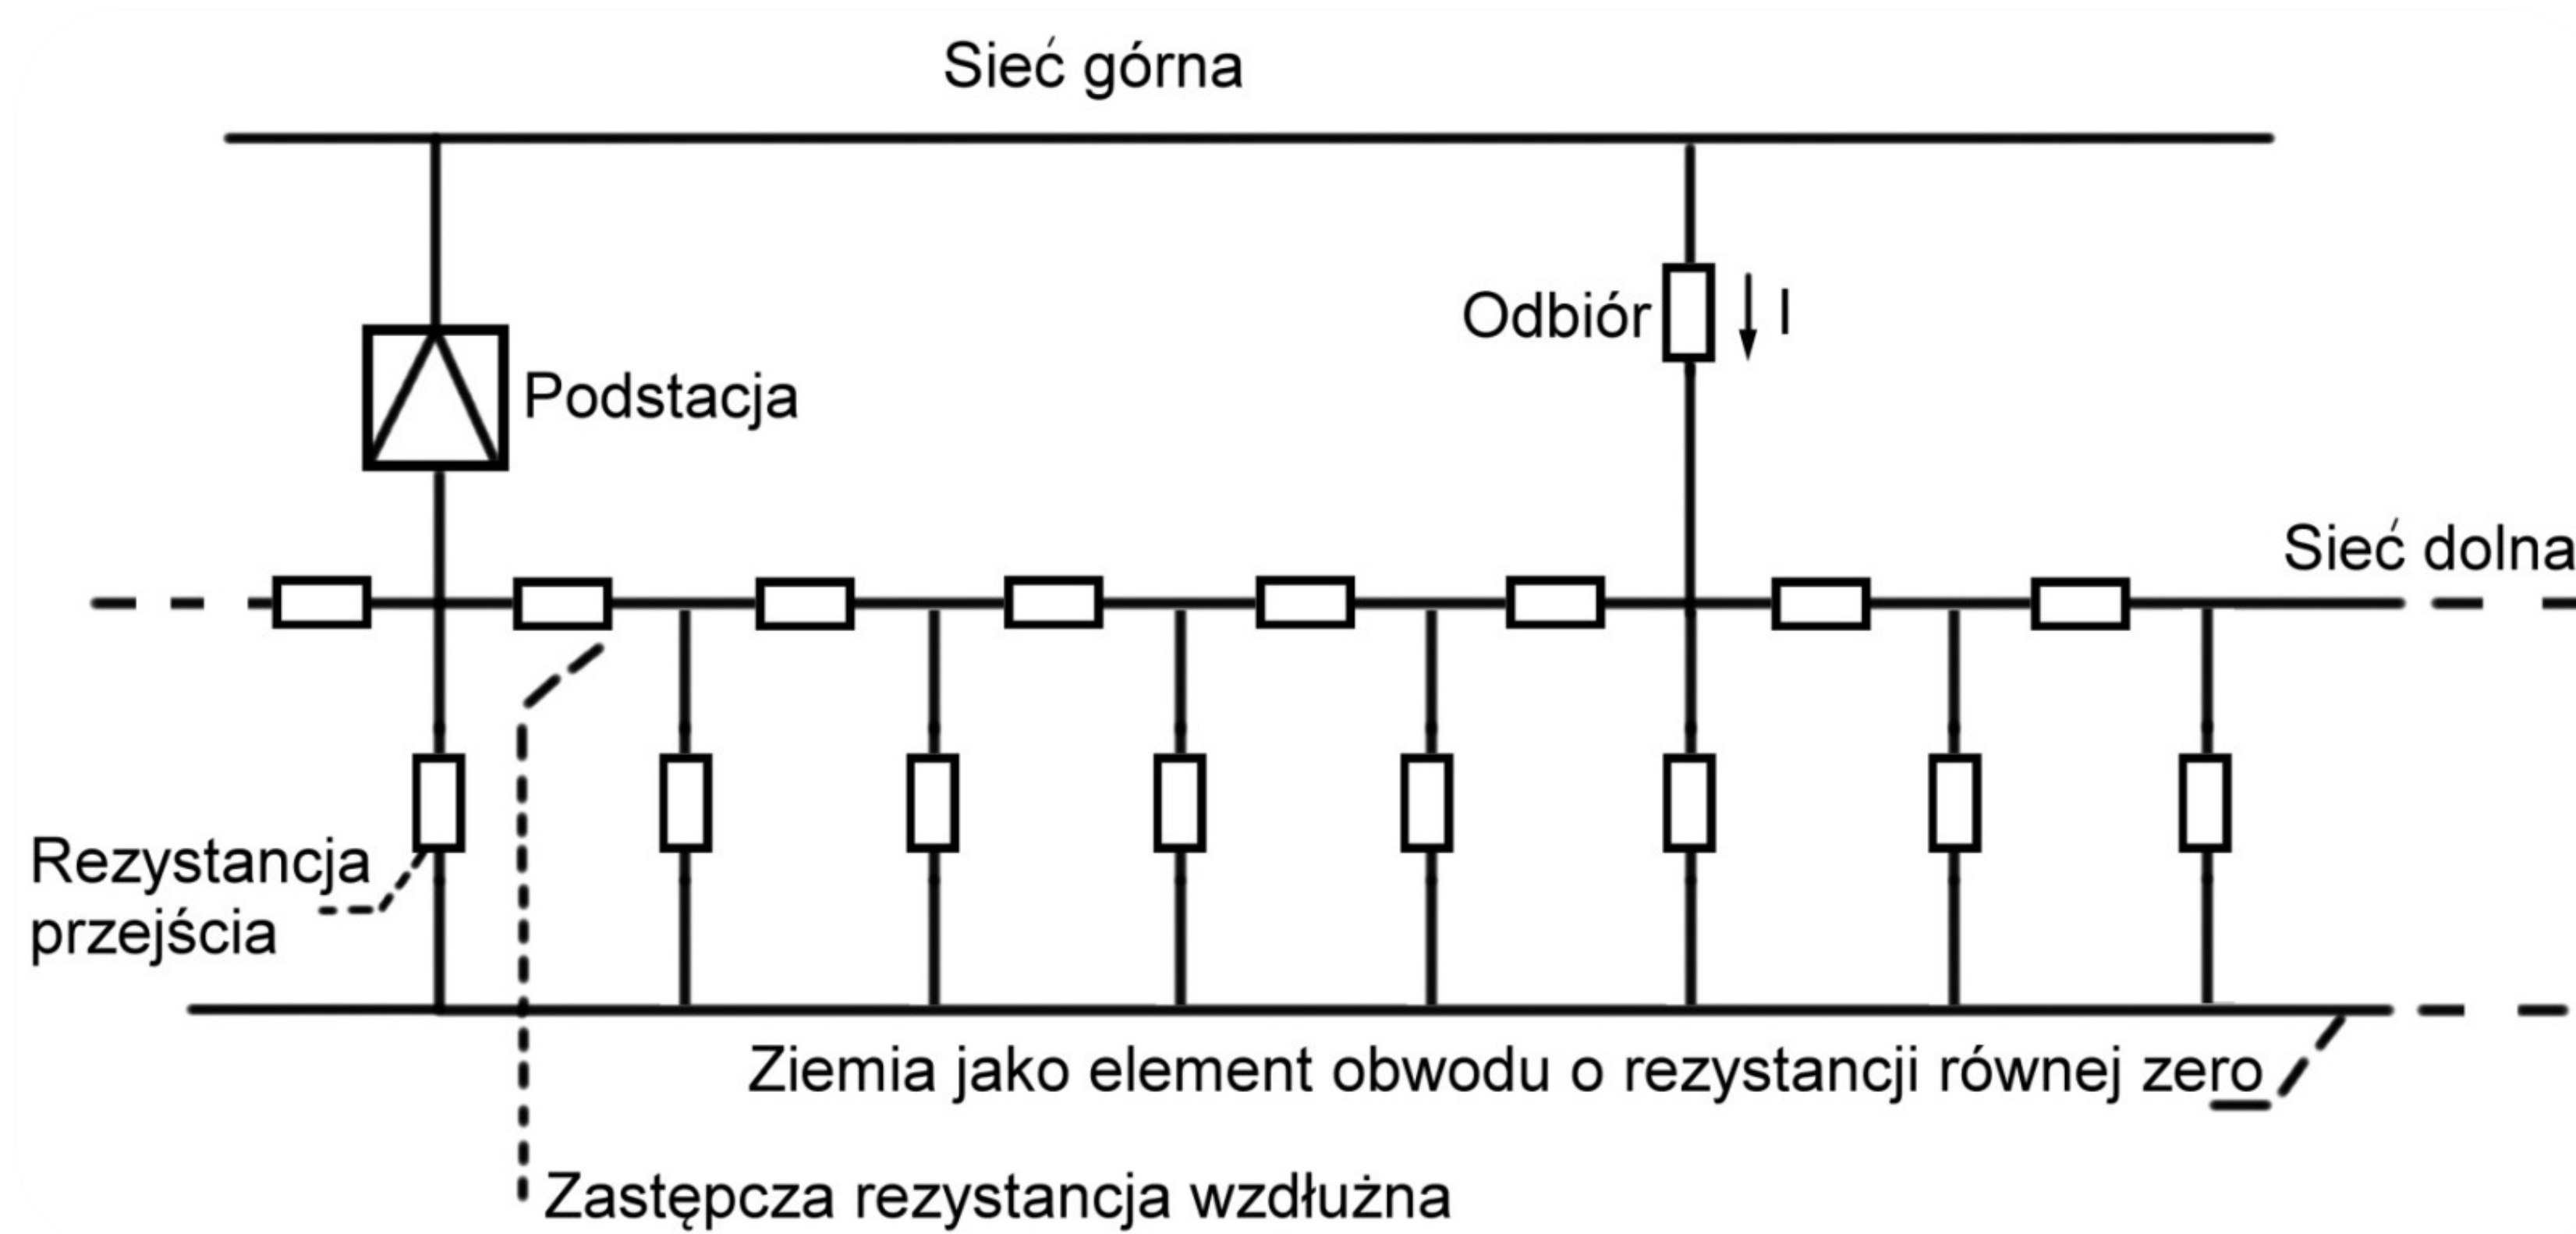 Sieć górna
Odbiór
I
Podstacja
Sieć dolna
Rezystancja
przejścia
Ziemia jako element obwodu o rezystancji równej zero
Zastępcza rezystancja wzdłużna